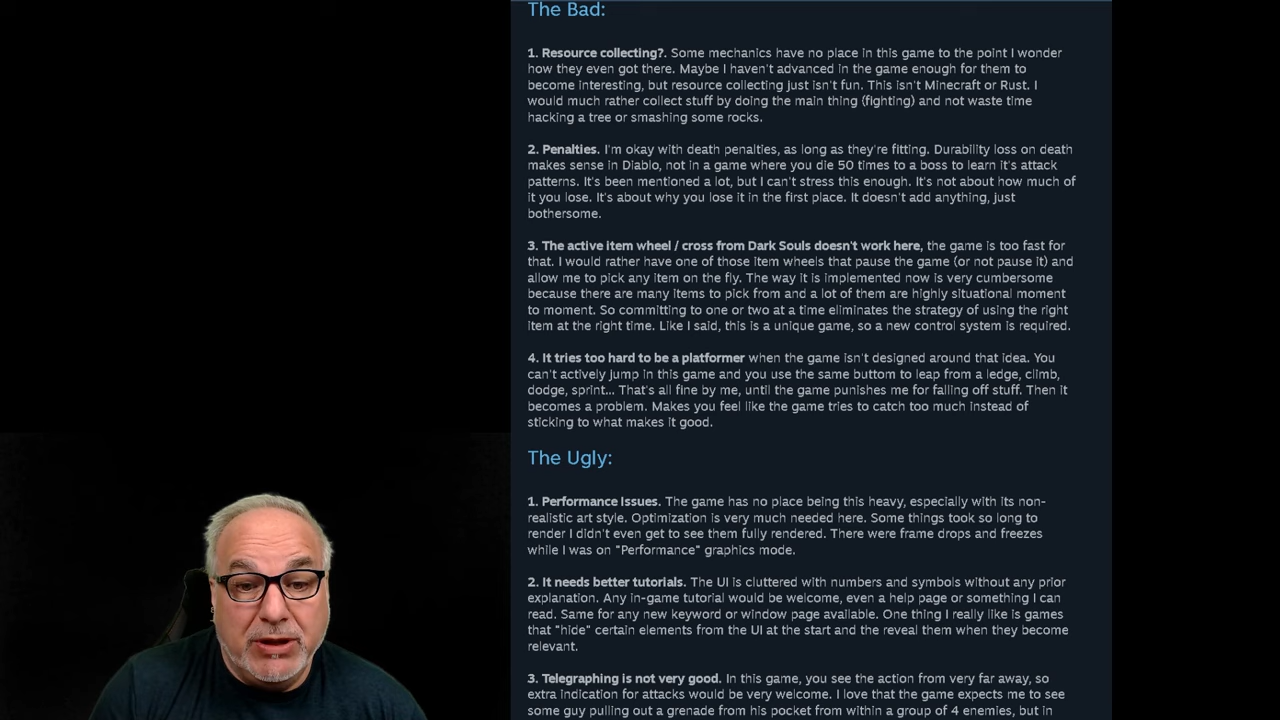 The Bad:
1. Resource collecting?. Some mechanics have no place in this game to the point I wonder
how they even got there. Maybe I haven't advanced in the game enough for them to
become interesting, but resource collecting just isn't fun. This isn't Minecraft or Rust. I
would much rather collect stuff by doing the main thing (fighting) and not waste time
hacking a tree or smashing some rocks.
2. Penalties. I'm okay with death penalties, as long as they're fitting. Durability loss on death
makes sense in Diablo, not in a game where you die 50 times to a boss to learn it's attack
patterns. It's been mentioned a lot, but I can't stress this enough. It's not about how much of
it you lose. It's about why you lose it in the first place. It doesn't add anything, just
bothersome.
3. The active item wheel / cross from Dark Souls doesn't work here, the game is too fast for
that. I would rather have one of those item wheels that pause the game (or not pause it) and
allow me to pick any item on the fly. The way it is implemented now is very cumbersome
because there are many items to pick from and a lot of them are highly situational moment
to moment. So committing to one or two at a time eliminates the strategy of using the right
item at the right time. Like I said, this is a unique game, so a new control system is required.
4. It tries too hard to be a platformer when the game isn't designed around that idea. You
can't actively jump in this game and you use the same buttom to leap from a ledge, climb,
dodge, sprint... That's all fine by me, until the game punishes me for falling off stuff. Then it
becomes a problem. Makes you feel like the game tries to catch too much instead of
sticking to what makes it good.
The Ugly:
1. Performance Issues. The game has no place being this heavy, especially with its non-
realistic art style. Optimization is very much needed here. Some things took so long to
render I didn't even get to see them fully rendered. There were frame drops and freezes
while I was on "Performance" graphics mode.
2. It needs better tutorials. The UI is cluttered with numbers and symbols without any prior
explanation. Any in-game tutorial would be welcome, even a help page or something I can
read. Same for any new keyword or window page available. One thing I really like is games
that "hide" certain elements from the UI at the start and the reveal them when they become
relevant.
3. Telegraphing is not very good. In this game, you see the action from very far away, so
extra indication for attacks would be very welcome. I love that the game expects me to see
some guy pulling out a grenade from his pocket from within a group of 4 enemies, but in